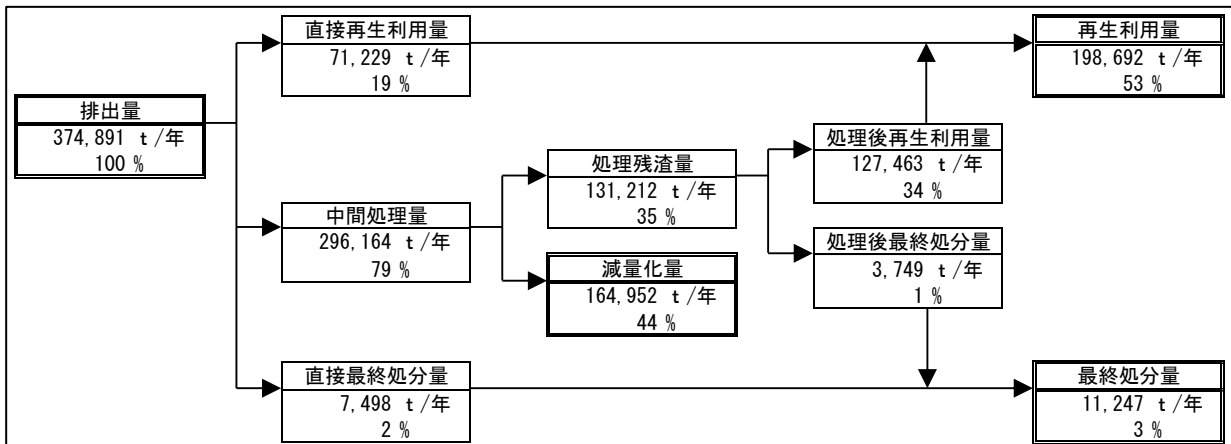 排出量
374,891 t/年
100 %
直接再生利用量
71,229 t/年
19 %
中間処理量
296,164 t/年
79 %
直接最終処分量
7,498 t/年
2 %
処理残渣量
131,212 t/年
35 %
減量化量
164,952 t/年
44 %
処理後再生利用量
127,463 t/年
34 %
処理後最終処分量
3,749 t/年
1 %
再生利用量
198,692 t/年
53 %
最終処分量
11,247 t/年
3 %